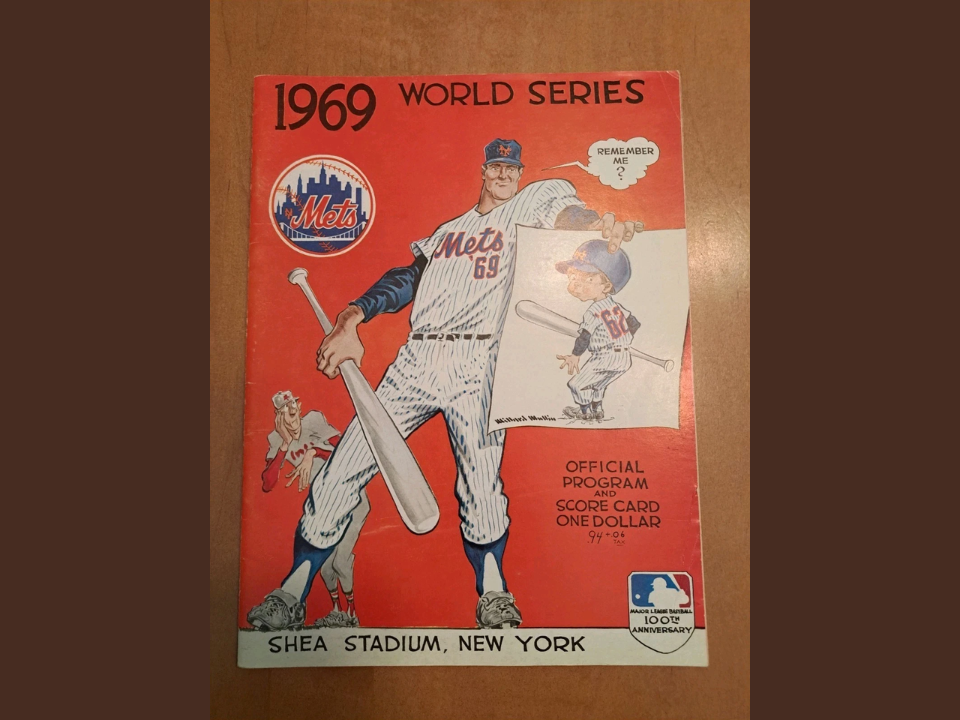 1969 WORLD SERIES
REMEMBER
ME
?
Mets
Mets
'69
62
Willard Mullin
OFFICIAL
PROGRAM
AND
SCORE CARD
ONE DOLLAR
.94 + .06
TAX
MAJOR LEAGUE BASEBALL
100TH
ANNIVERSARY
SHEA STADIUM, NEW YORK